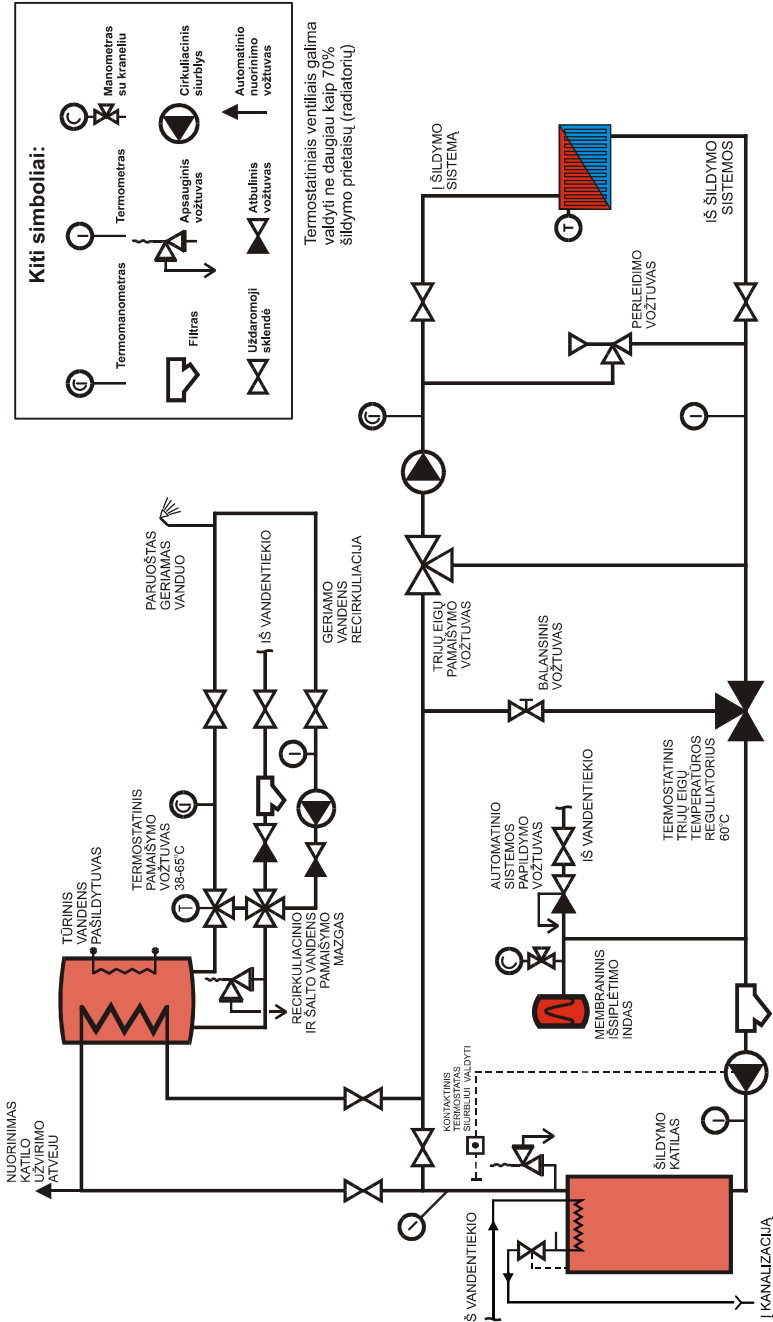 Kiti simboliai:
Termomanometras
Termometras
Manometras
su kraneliu
Filtras
Apsauginis
vožtuvas
Cirkuliacinis
siurblys
Uždaromoji
sklendė
Atbulinis
vožtuvas
Automatinio
nuorinimo
vožtuvas
Termostatiniais ventiliais galima
valdyti ne daugiau kaip 70%
šildymo prietaisų (radiatorių)
NUORINIMAS
KATILO
UŽVIRIMO
ATVEJU
TŪRINIS
VANDENS
PAŠILDYTUVAS
TERMOSTATINIS
PAMAIŠYMO
VOŽTUVAS
38-65°C
PARUOŠTAS
GERIAMAS
VANDUO
IŠ VANDENTIEKIO
GERIAMO
VANDENS
RECIRKULIACIJA
RECIRKULIACINIO
IR ŠALTO VANDENS
PAMAIŠYMO
MAZGAS
Į ŠILDYMO
SISTEMĄ
IŠ ŠILDYMO
SISTEMOS
T
PERLEIDIMO
VOŽTUVAS
TRIJŲ EIGŲ
PAMAIŠYMO
VOŽTUVAS
BALANSINIS
VOŽTUVAS
TERMOSTATINIS
TRIJŲ EIGŲ
TEMPERATŪROS
REGULIATORIUS
60°C
AUTOMATINIO
SISTEMOS
PAPILDYMO
VOŽTUVAS
IŠ VANDENTIEKIO
MEMBRANINIS
IŠSIPLĖTIMO
INDAS
KONTAKTINIS
TERMOSTATAS
SIURBLIUI VALDYTI
ŠILDYMO
KATILAS
Š VANDENTIEKIO
Į KANALIZACIJĄ